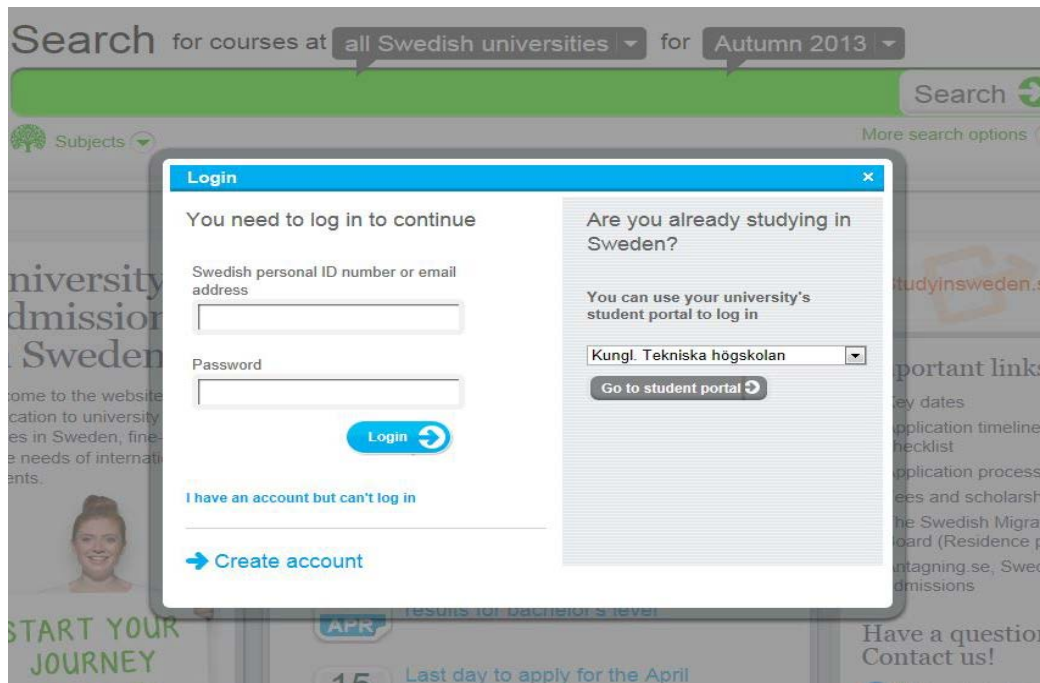 Search for courses at all Swedish universities for Autumn 2013
Search
Subjects
More search options
Login ×
You need to log in to continue
Swedish personal ID number or email
address
Password
Login
I have an account but can't log in
Create account
Are you already studying in
Sweden?
You can use your university's
student portal to log in
Kungl. Tekniska högskolan
Go to student portal
niversity
dmission
Sweden
come to the website
cation to university
es in Sweden, fine-
e needs of internati
ents.
START YOUR
JOURNEY
APR
results for bachelor's level
15
Last day to apply for the April
tudyinsweden.s
portant links
ey dates
pplication timeline
hecklist
pplication process
ees and scholarsh
he Swedish Migra
oard (Residence p
ntagning.se, Swed
dmissions
Have a question
Contact us!